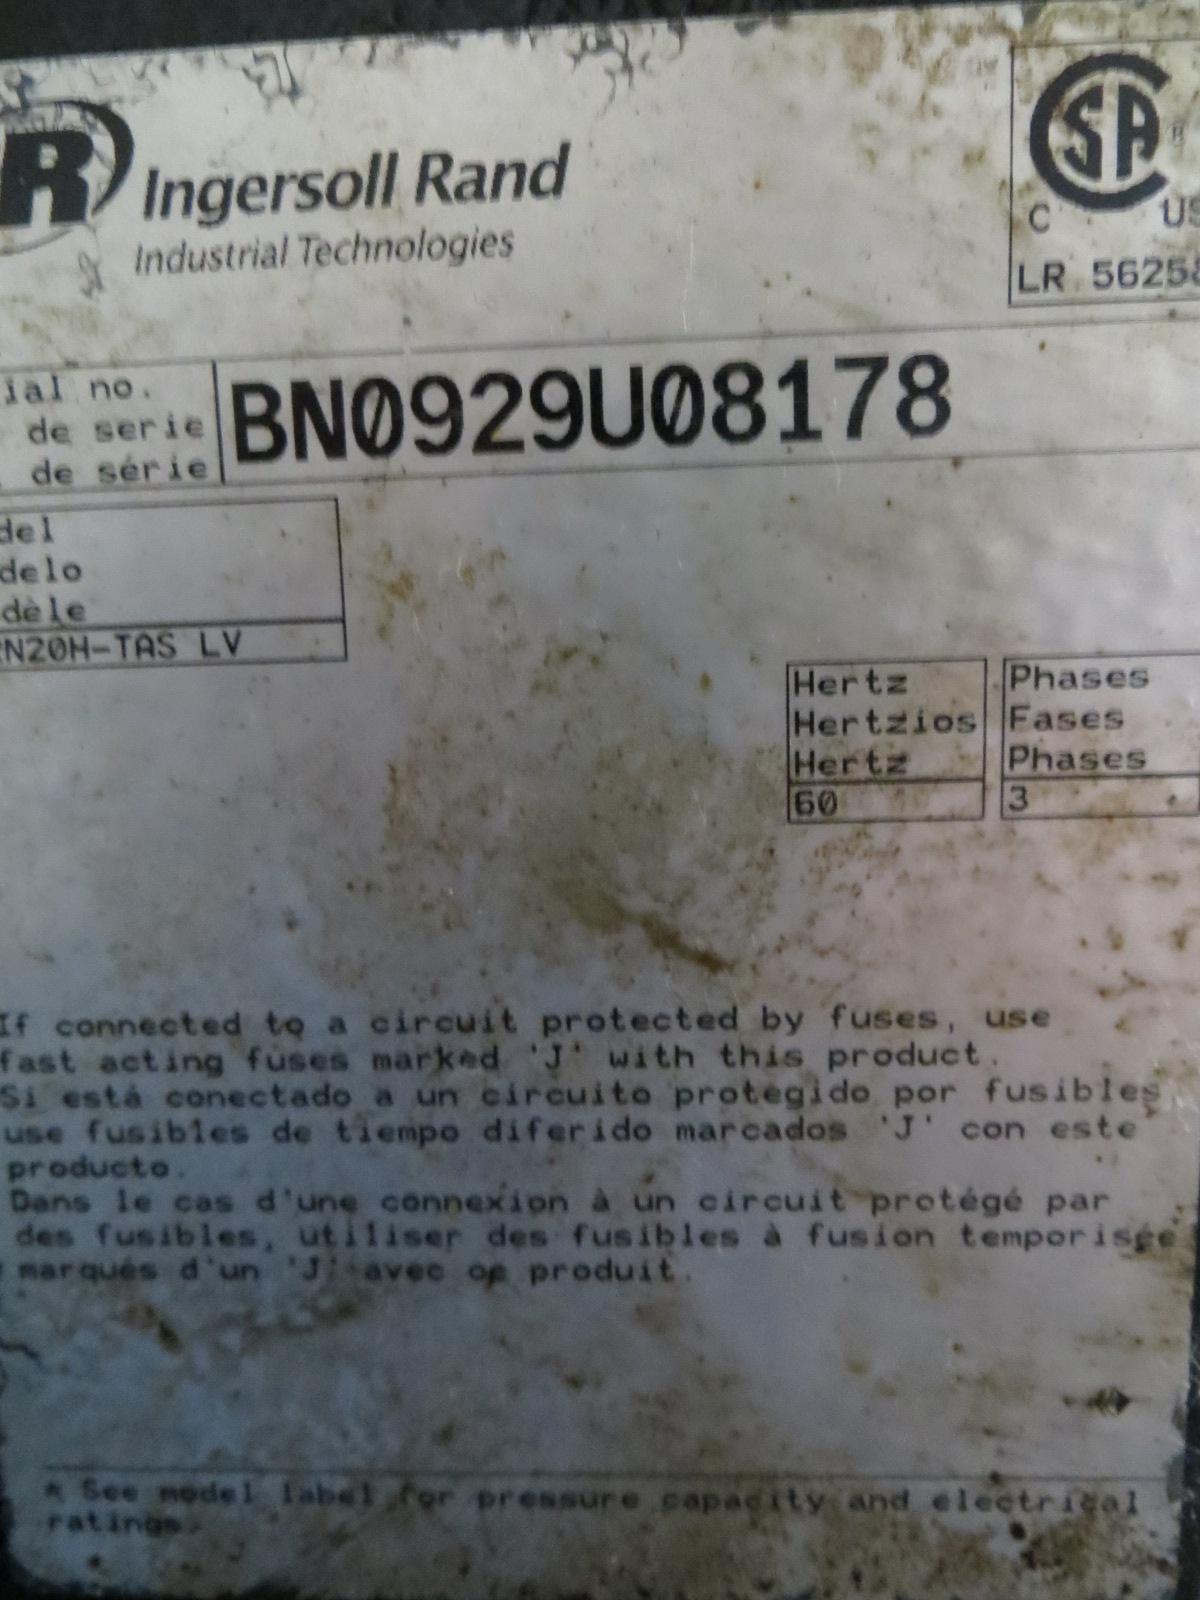 R
Ingersoll Rand
Industrial Technologies
CSA
C US
LR 56258
ial no.
de serie
de série
BN0929U08178
del
delo
dèle
N20H-TAS LV
Hertz
Hertzios
Hertz
60
Phases
Fases
Phases
3
If connected to a circuit protected by fuses, use
fast acting fuses marked 'J' with this product.
Si está conectado a un circuito protegido por fusibles,
use fusibles de tiempo diferido marcados 'J' con este
producto.
Dans le cas d'une connexion à un circuit protégé par
des fusibles, utiliser des fusibles à fusion temporisée
marqués d'un 'J' avec ce produit.
* See model label for pressure capacity and electrical
ratings.